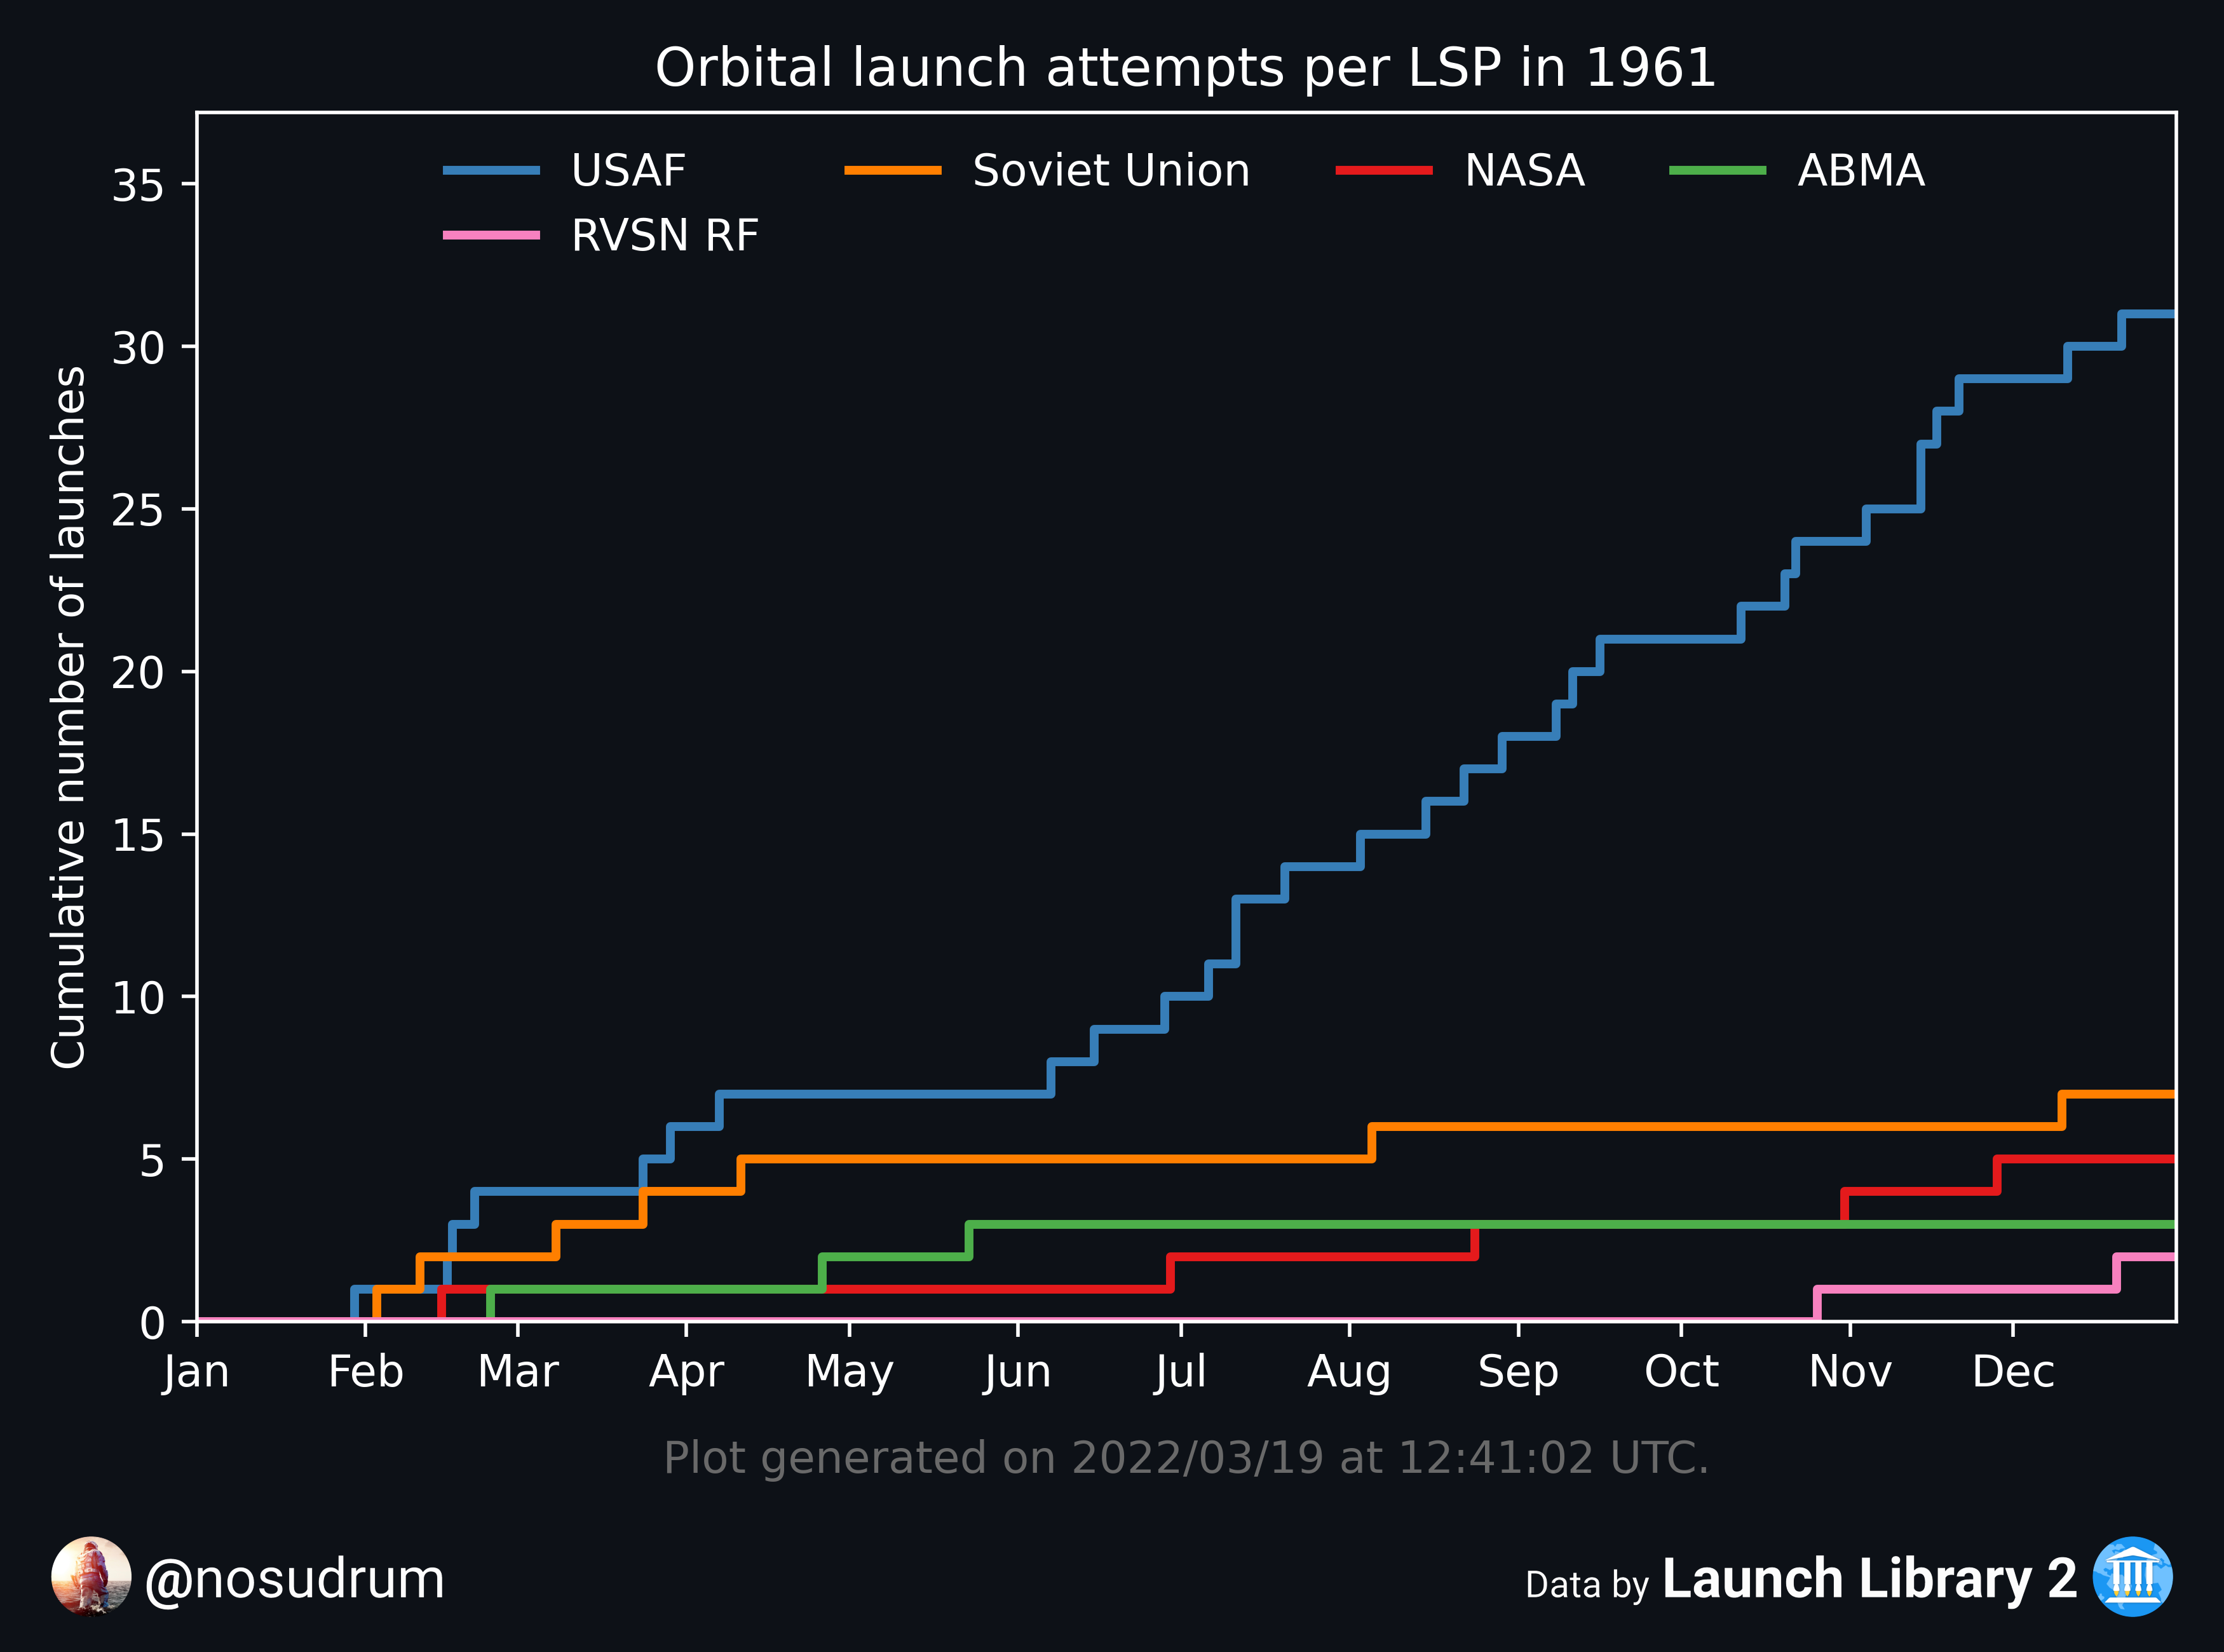 Orbital launch attempts per LSP in 1961
USAF Soviet Union NASA ABMA
RVSN RF
Cumulative number of launches
35
30
25
20
15
10
5
0
Jan Feb Mar Apr May Jun Jul Aug Sep Oct Nov Dec
Plot generated on 2022/03/19 at 12:41:02 UTC.
@nosudrum
Data by Launch Library 2